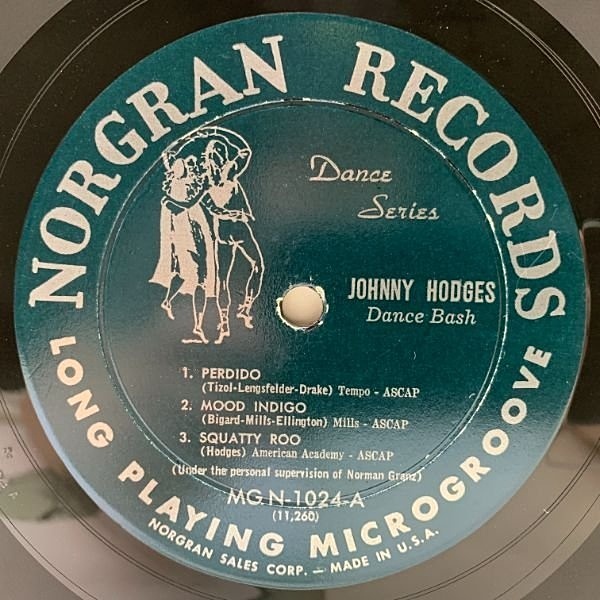 NORGRAN RECORDS
Dance
Series
JOHNNY HODGES
Dance Bash
1. PERDIDO
(Tizol-Lengsfelder-Drake) Tempo - ASCAP
2. MOOD INDIGO
(Bigard-Mills-Ellington) Mills - ASCAP
3. SQUATTY ROO
(Hodges) American Academy - ASCAP
(Under the personal supervision of Norman Granz)
MG N-1024-A
(11,260)
LONG PLAYING MICROGROOVE
NORGRAN SALES CORP. — MADE IN U.S.A.